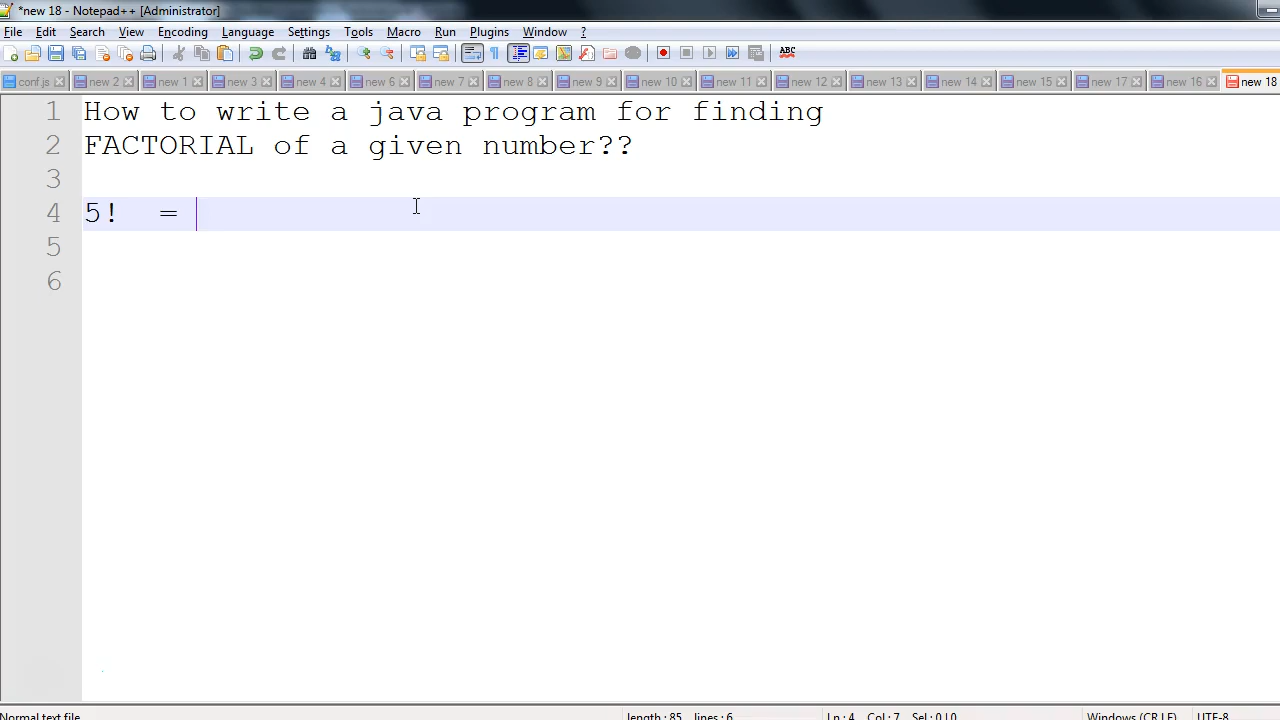 *new 18 - Notepad++ [Administrator]
File Edit Search View Encoding Language Settings Tools Macro Run Plugins Window ?
ABC
conf.js new 2 new 1 new 3 new 4 new 6 new 7 new 8 new 9 new 10 new 11 new 12 new 13 new 14 new 15 new 17 new 16 new 18
1 How to write a java program for finding
2 FACTORIAL of a given number??
3
4 5! =
5
6
Normal text file length : 85 lines : 6 Ln : 4 Col : 7 Sel : 0 | 0 Windows (CR LF) UTF-8